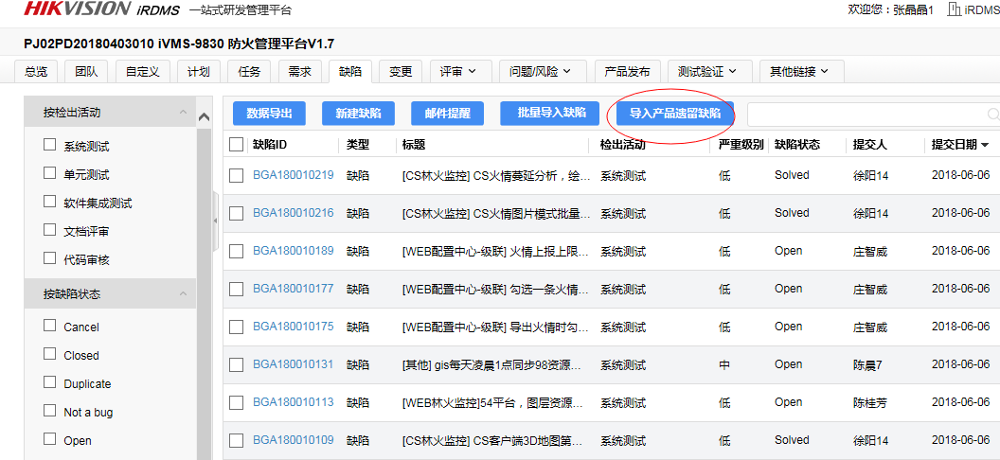 HIKVISION iRDMS 一站式研发管理平台 欢迎您：张晶晶1 iRDMS
PJ02PD20180403010 iVMS-9830 防火管理平台V1.7
总览 团队 自定义 计划 任务 需求 缺陷 变更 评审 问题/风险 产品发布 测试验证 其他链接
按检出活动
系统测试
单元测试
软件集成测试
文档评审
代码审核
按缺陷状态
Cancel
Closed
Duplicate
Not a bug
Open
数据导出 新建缺陷 邮件提醒 批量导入缺陷 导入产品遗留缺陷
缺陷ID 类型 标题 检出活动 严重级别 缺陷状态 提交人 提交日期
BGA180010219 缺陷 [CS林火监控] CS火情蔓延分析，绘... 系统测试 低 Solved 徐阳14 2018-06-06
BGA180010216 缺陷 [CS林火监控] CS火情图片模式批量... 系统测试 低 Solved 徐阳14 2018-06-06
BGA180010189 缺陷 [WEB配置中心-级联] 火情上报上限... 系统测试 低 Open 庄智威 2018-06-06
BGA180010177 缺陷 [WEB配置中心-级联] 勾选一条火情... 系统测试 低 Open 庄智威 2018-06-06
BGA180010175 缺陷 [WEB配置中心-级联] 导出火情时勾... 系统测试 低 Open 庄智威 2018-06-06
BGA180010131 缺陷 [其他] gis每天凌晨1点同步98资源... 系统测试 中 Open 陈晨7 2018-06-06
BGA180010113 缺陷 [WEB林火监控]54平台，图层资源... 系统测试 低 Open 陈桂芳 2018-06-06
BGA180010109 缺陷 [CS林火监控] CS客户端3D地图第... 系统测试 低 Solved 徐阳14 2018-06-06